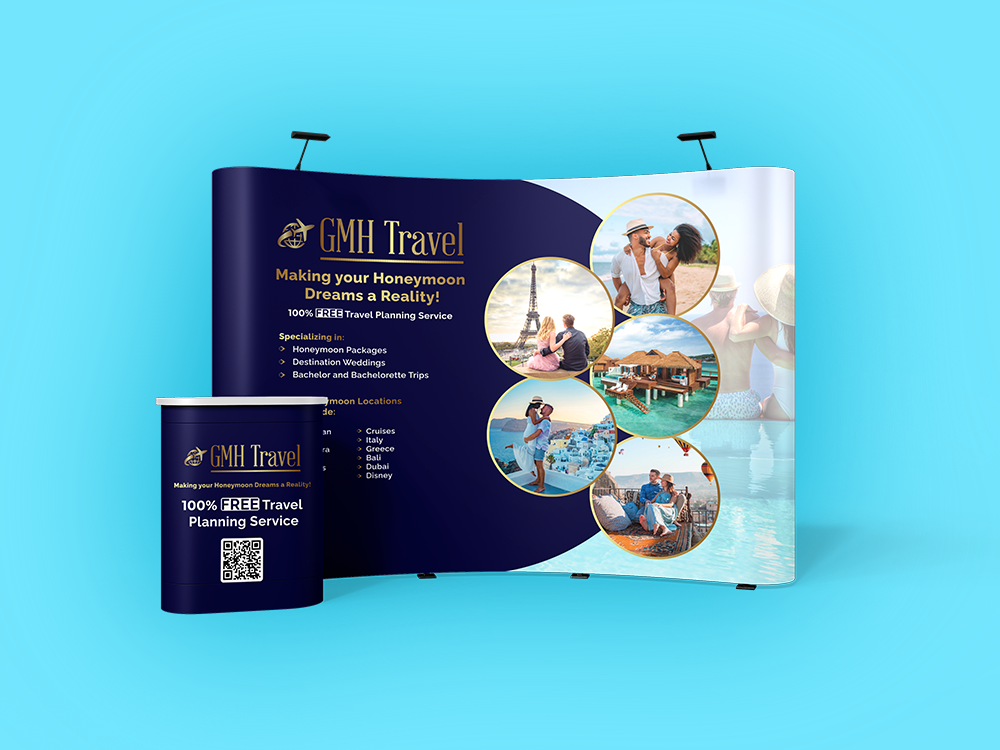 GMH Travel
Making your Honeymoon
Dreams a Reality!
100% FREE Travel Planning Service
Specializing in:
> Honeymoon Packages
> Destination Weddings
> Bachelor and Bachelorette Trips
Locations
> Cruises
> Italy
> Greece
> Bali
> Dubai
> Disney
GMH Travel
Making your Honeymoon Dreams a Reality!
100% FREE Travel
Planning Service